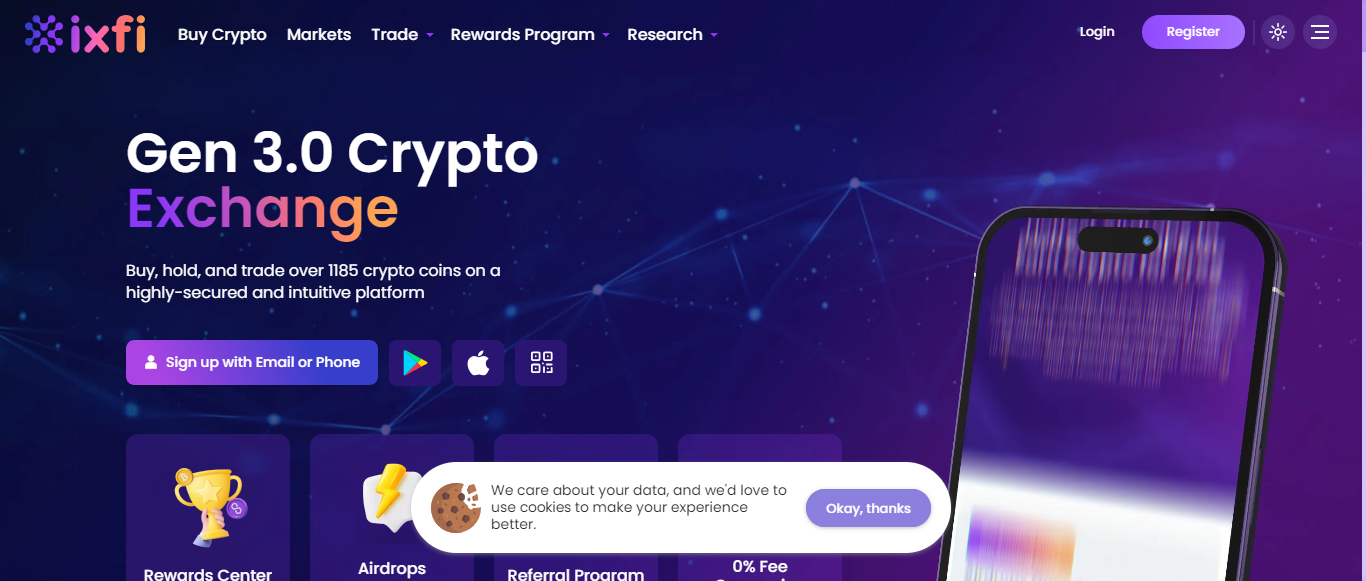 ixfi
Buy Crypto
Markets
Trade
Rewards Program
Research
Login
Register
Gen 3.0 Crypto
Exchange
Buy, hold, and trade over 1185 crypto coins on a
highly-secured and intuitive platform
Sign up with Email or Phone
We care about your data, and we'd love to
use cookies to make your experience
better.
Okay, thanks
Rewards Center
Airdrops
Referral Program
0% Fee